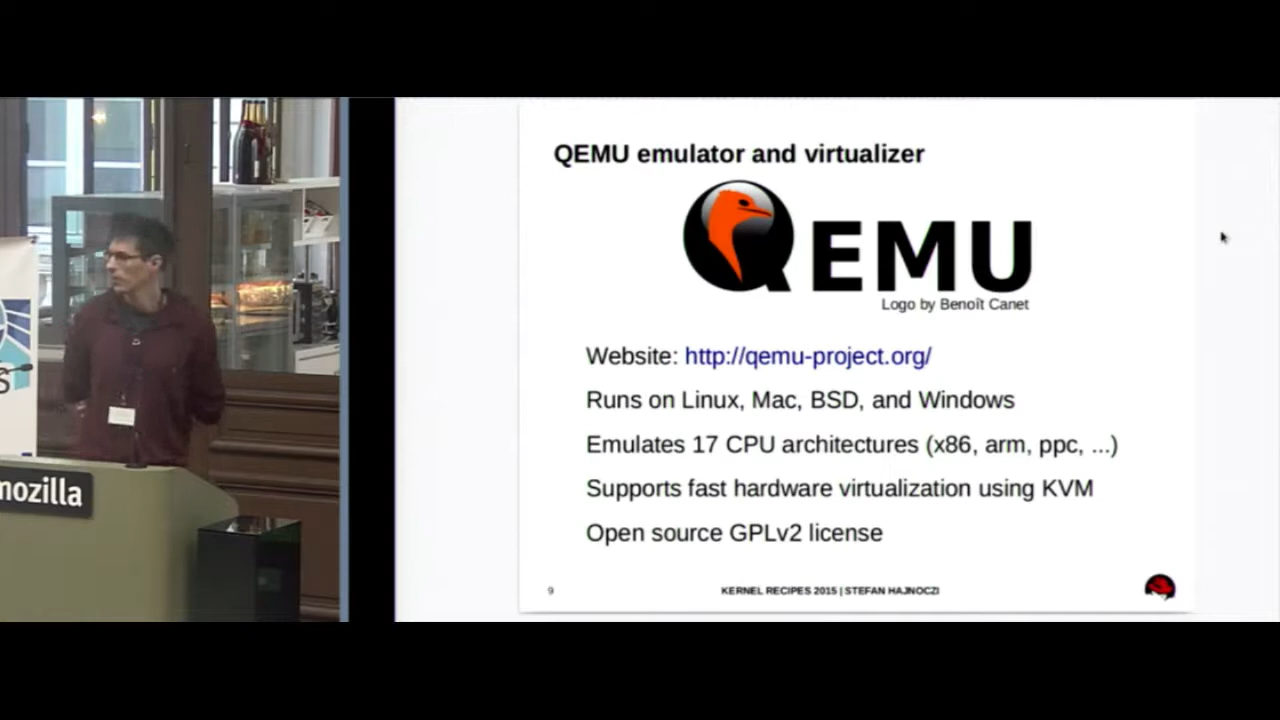 QEMU emulator and virtualizer
QEMU
Logo by Benoît Canet
Website: http://qemu-project.org/
Runs on Linux, Mac, BSD, and Windows
Emulates 17 CPU architectures (x86, arm, ppc, ...)
Supports fast hardware virtualization using KVM
Open source GPLv2 license
9
KERNEL RECIPES 2015 | STEFAN HAJNOCZI
mozilla